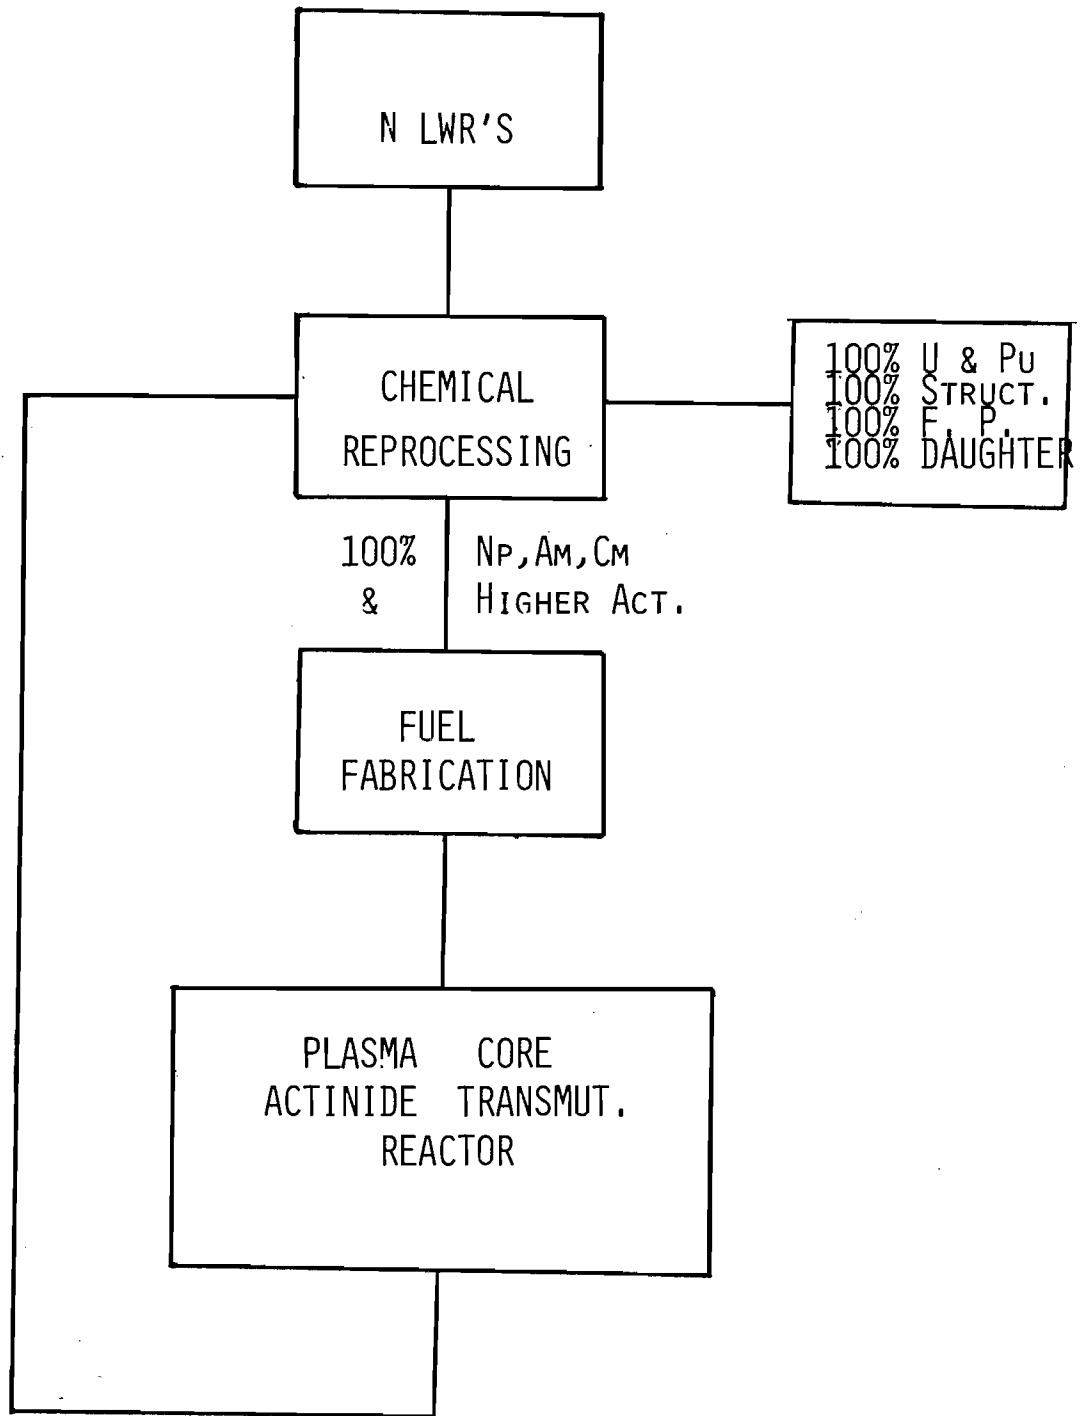 N LWR'S
CHEMICAL
REPROCESSING
100% U & Pu
100% STRUCT.
100% F. P.
100% DAUGHTER
100% NP, AM, CM
& HIGHER ACT.
FUEL
FABRICATION
PLASMA CORE
ACTINIDE TRANSMUT.
REACTOR